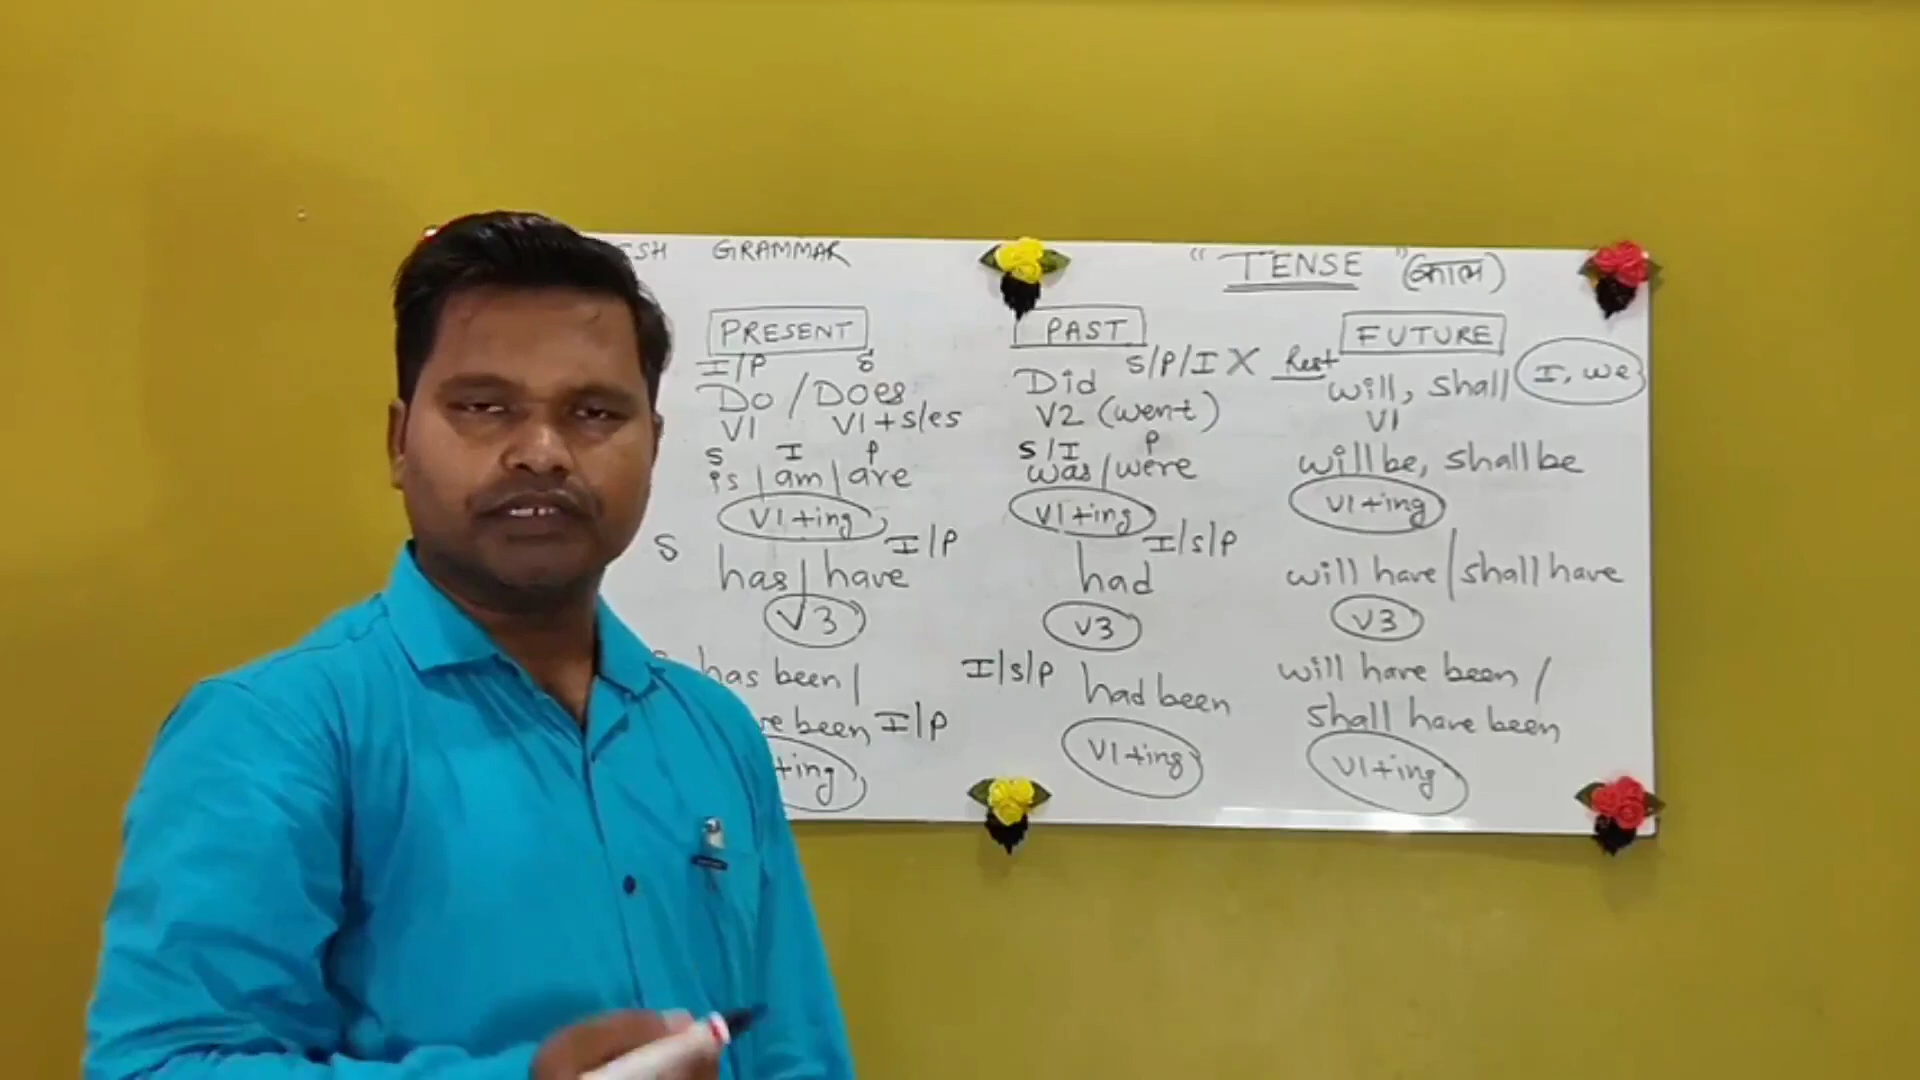 GRAMMAR
" TENSE " (काल)
PRESENT
PAST
FUTURE
I/P S
S/P/I X Rest
I, we
Do / Does
Did
will, shall
V1 V1+s/es
V2 (went)
V1
S I P
S/I P
is / am / are
was / were
will be, shall be
V1+ing
V1+ing
V1+ing
S I/P
I/S/P
has / have
had
will have / shall have
V3
V3
V3
has been /
been I/P
I/S/P had been
will have been /
shall have been
+ing
V1+ing
V1+ing